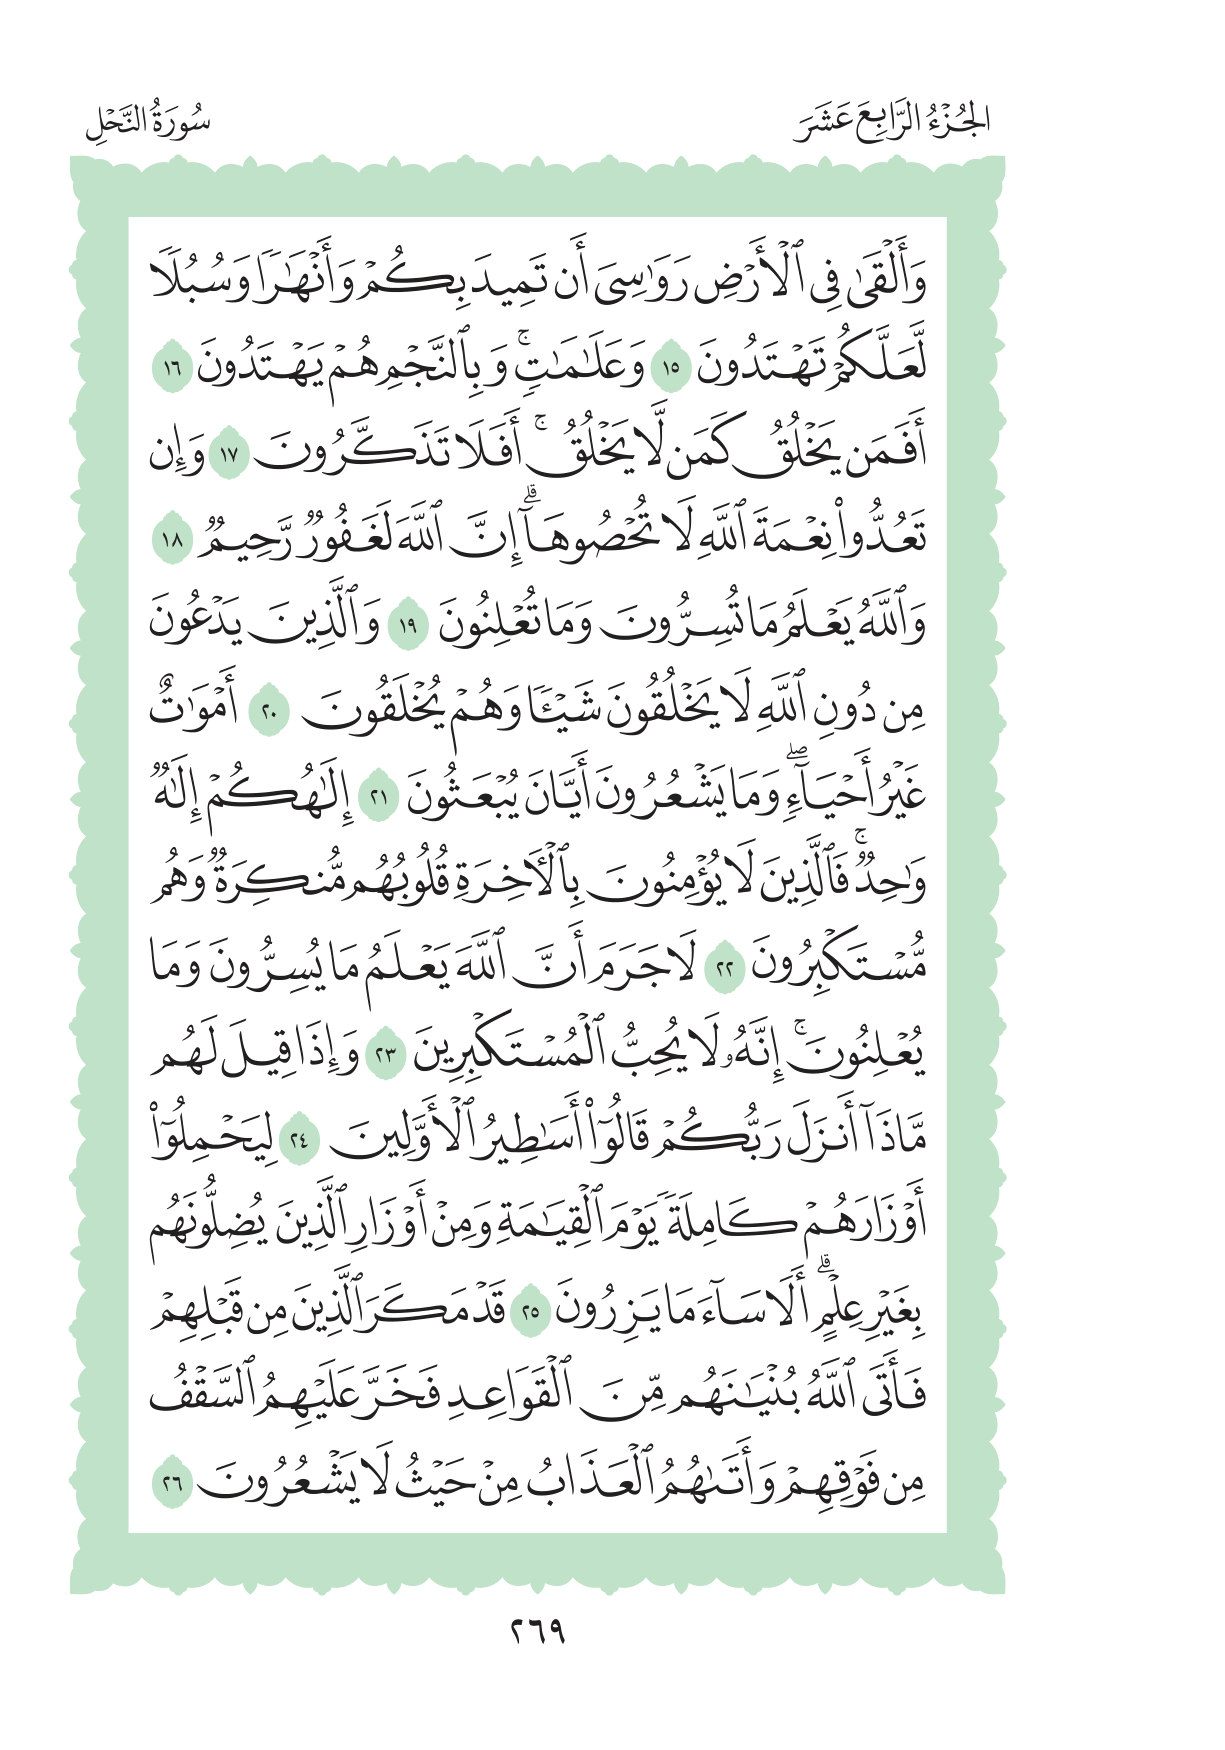 الجُزْءُ الرَّابِعَ عَشَرَ
سُورَةُ النَّحْلِ
وَأَلۡقَىٰ فِي ٱلۡأَرۡضِ رَوَٰسِيَ أَن تَمِيدَ بِكُمۡ وَأَنۡهَٰرٗا وَسُبُلٗا
لَّعَلَّكُمۡ تَهۡتَدُونَ ١٥ وَعَلَٰمَٰتٖۚ وَبِٱلنَّجۡمِ هُمۡ يَهۡتَدُونَ ١٦
أَفَمَن يَخۡلُقُ كَمَن لَّا يَخۡلُقُۚ أَفَلَا تَذَكَّرُونَ ١٧ وَإِن
تَعُدُّواْ نِعۡمَةَ ٱللَّهِ لَا تُحۡصُوهَآۗ إِنَّ ٱللَّهَ لَغَفُورٞ رَّحِيمٞ ١٨
وَٱللَّهُ يَعۡلَمُ مَا تُسِرُّونَ وَمَا تُعۡلِنُونَ ١٩ وَٱلَّذِينَ يَدۡعُونَ
مِن دُونِ ٱللَّهِ لَا يَخۡلُقُونَ شَيۡـٔٗا وَهُمۡ يُخۡلَقُونَ ٢٠ أَمۡوَٰتٌ
غَيۡرُ أَحۡيَآءٖۖ وَمَا يَشۡعُرُونَ أَيَّانَ يُبۡعَثُونَ ٢١ إِلَٰهُكُمۡ إِلَٰهٞ
وَٰحِدٞۚ فَٱلَّذِينَ لَا يُؤۡمِنُونَ بِٱلۡأٓخِرَةِ قُلُوبُهُم مُّنكِرَةٞ وَهُم
مُّسۡتَكۡبِرُونَ ٢٢ لَا جَرَمَ أَنَّ ٱللَّهَ يَعۡلَمُ مَا يُسِرُّونَ وَمَا
يُعۡلِنُونَۚ إِنَّهُۥ لَا يُحِبُّ ٱلۡمُسۡتَكۡبِرِينَ ٢٣ وَإِذَا قِيلَ لَهُم
مَّاذَآ أَنزَلَ رَبُّكُمۡ قَالُوٓاْ أَسَٰطِيرُ ٱلۡأَوَّلِينَ ٢٤ لِيَحۡمِلُوٓاْ
أَوۡزَارَهُمۡ كَامِلَةٗ يَوۡمَ ٱلۡقِيَٰمَةِ وَمِنۡ أَوۡزَارِ ٱلَّذِينَ يُضِلُّونَهُم
بِغَيۡرِ عِلۡمٍۗ أَلَا سَآءَ مَا يَزِرُونَ ٢٥ قَدۡ مَكَرَ ٱلَّذِينَ مِن قَبۡلِهِمۡ
فَأَتَى ٱللَّهُ بُنۡيَٰنَهُم مِّنَ ٱلۡقَوَاعِدِ فَخَرَّ عَلَيۡهِمُ ٱلسَّقۡفُ
مِن فَوۡقِهِمۡ وَأَتَىٰهُمُ ٱلۡعَذَابُ مِنۡ حَيۡثُ لَا يَشۡعُرُونَ ٢٦
٢٦٩